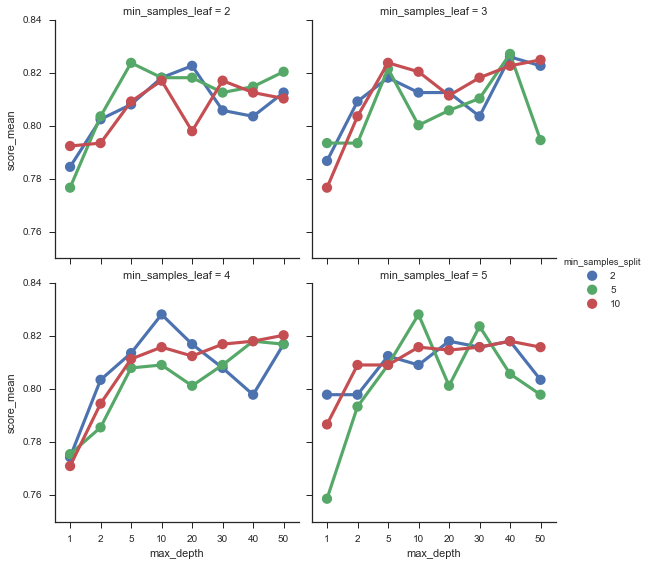 min_samples_leaf = 2
min_samples_leaf = 3
0.84
0.82
0.80
0.78
0.76
score_mean
min_samples_leaf = 4
min_samples_leaf = 5
0.84
0.82
0.80
0.78
0.76
score_mean
1 2 5 10 20 30 40 50
max_depth
1 2 5 10 20 30 40 50
max_depth
min_samples_split
2
5
10